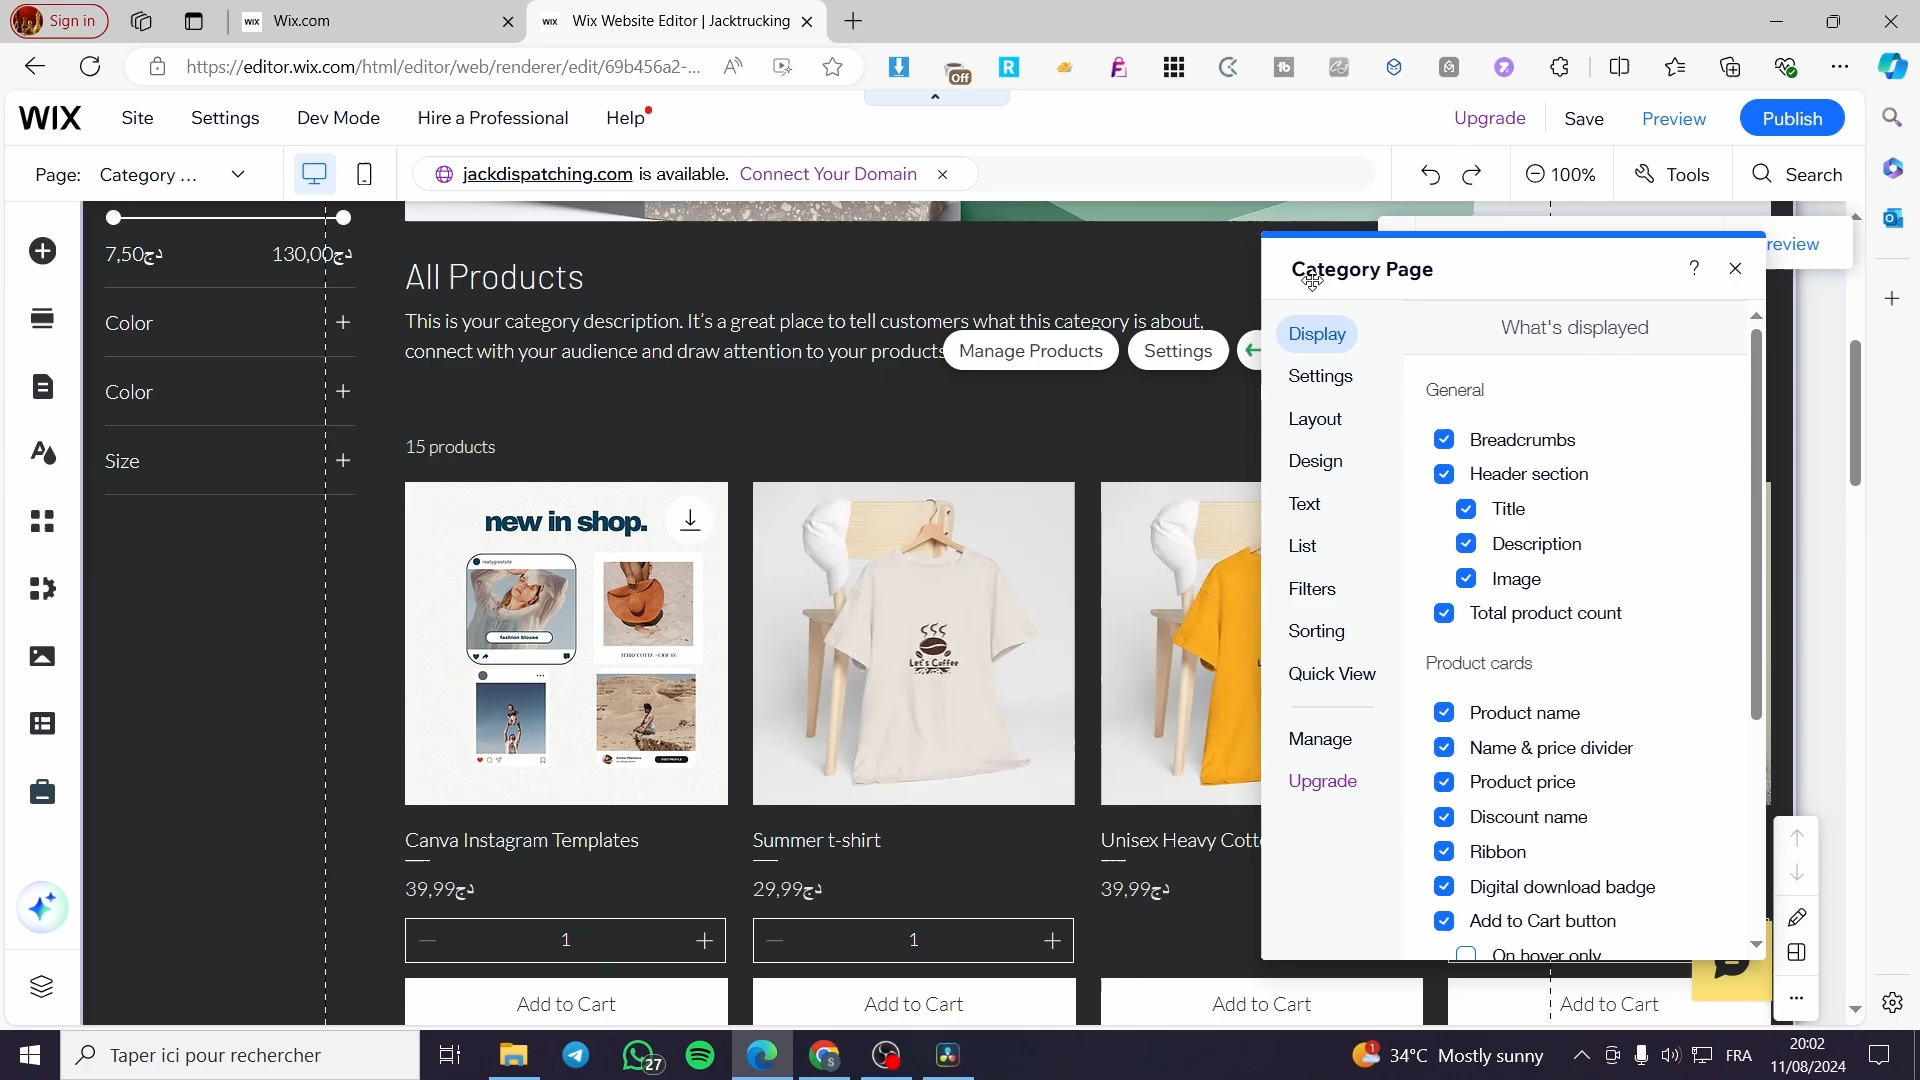 Sign in
WIX Wix.com
WIX Wix Website Editor | Jacktrucking
https://editor.wix.com/html/editor/web/renderer/edit/69b456a2-...
Off
WIX Site Settings Dev Mode Hire a Professional Help
Upgrade Save Preview Publish
Page: Category ...
jackdispatching.com is available. Connect Your Domain
100% Tools Search
7,50دج 130,00دج
Color
Color
Size
All Products
This is your category description. It's a great place to tell customers what this category is about,
connect with your audience and draw attention to your products
Manage Products Settings
15 products
new in shop.
fashion blouse
Let's Coffee
Canva Instagram Templates
39,99دج
1
Add to Cart
Summer t-shirt
29,99دج
1
Add to Cart
Unisex Heavy Cott
39,99دج
Add to Cart
Add to Cart
review
Category Page ?
Display
Settings
Layout
Design
Text
List
Filters
Sorting
Quick View
Manage
Upgrade
What's displayed
General
Breadcrumbs
Header section
Title
Description
Image
Total product count
Product cards
Product name
Name & price divider
Product price
Discount name
Ribbon
Digital download badge
Add to Cart button
On hover only
Taper ici pour rechercher
27
1
34°C Mostly sunny
FRA
20:02
11/08/2024